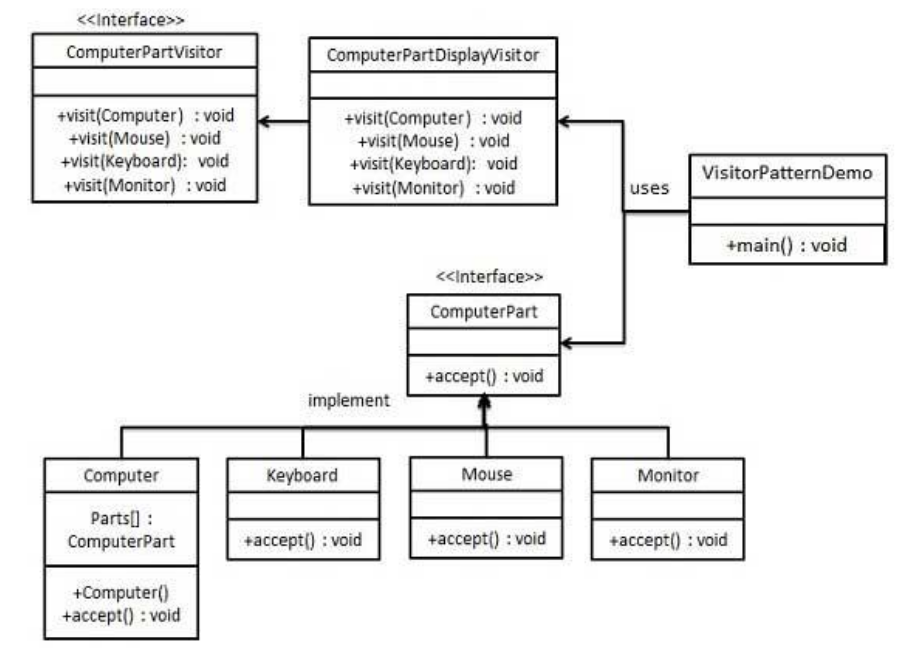 <<Interface>>
ComputerPartVisitor
+visit(Computer) : void
+visit(Mouse) : void
+visit(Keyboard): void
+visit(Monitor) : void
ComputerPartDisplayVisitor
+visit(Computer) : void
+visit(Mouse) : void
+visit(Keyboard): void
+visit(Monitor) : void
uses
VisitorPatternDemo
+main() : void
<<Interface>>
ComputerPart
+accept() : void
implement
Computer
Parts[] :
ComputerPart
+Computer()
+accept() : void
Keyboard
+accept() : void
Mouse
+accept() : void
Monitor
+accept() : void